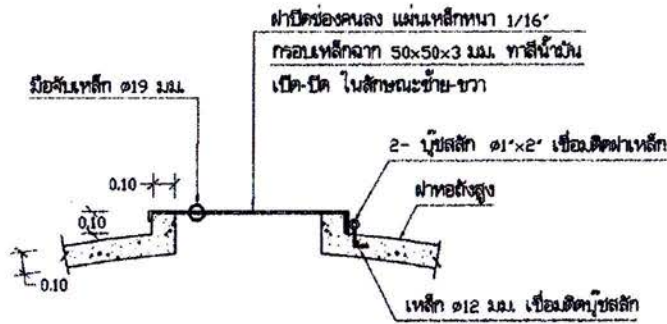 ฝาปิดช่องคนลง แผ่นเหล็กหนา 1/16"
กรอบเหล็กฉาก 50x50x3 มม. ทาสีน้ำมัน
เปิด-ปิด ในลักษณะซ้าย-ขวา
มือจับเหล็ก ø19 มม.
2- บู๊ชสลัก ø1"x2" เชื่อมติดฝาเหล็ก
ฝาหอถังสูง
0.10
0.10
0.10
เหล็ก ø12 มม. เชื่อมติดบู๊ชสลัก